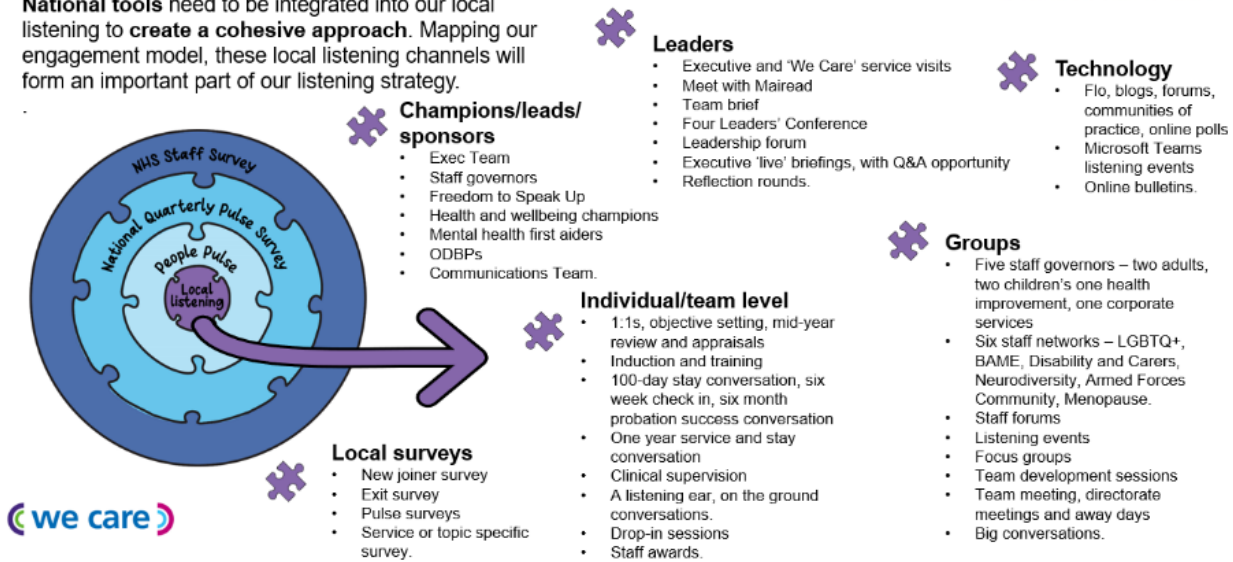 National tools need to be integrated into our local
listening to create a cohesive approach. Mapping our
engagement model, these local listening channels will
form an important part of our listening strategy.
.
NHS Staff Survey
National Quarterly Pulse Survey
People Pulse
Local
listening
Champions/leads/
sponsors
• Exec Team
• Staff governors
• Freedom to Speak Up
• Health and wellbeing champions
• Mental health first aiders
• ODBPs
• Communications Team.
Leaders
• Executive and ‘We Care’ service visits
• Meet with Mairead
• Team brief
• Four Leaders’ Conference
• Leadership forum
• Executive ‘live’ briefings, with Q&A opportunity
• Reflection rounds.
Technology
• Flo, blogs, forums,
communities of
practice, online polls
• Microsoft Teams
listening events
• Online bulletins.
Local surveys
• New joiner survey
• Exit survey
• Pulse surveys
• Service or topic specific
survey.
Individual/team level
• 1:1s, objective setting, mid-year
review and appraisals
• Induction and training
• 100-day stay conversation, six
week check in, six month
probation success conversation
• One year service and stay
conversation
• Clinical supervision
• A listening ear, on the ground
conversations.
• Drop-in sessions
• Staff awards.
Groups
• Five staff governors – two adults,
two children’s one health
improvement, one corporate
services
• Six staff networks – LGBTQ+,
BAME, Disability and Carers,
Neurodiversity, Armed Forces
Community, Menopause.
• Staff forums
• Listening events
• Focus groups
• Team development sessions
• Team meeting, directorate
meetings and away days
• Big conversations.
we care